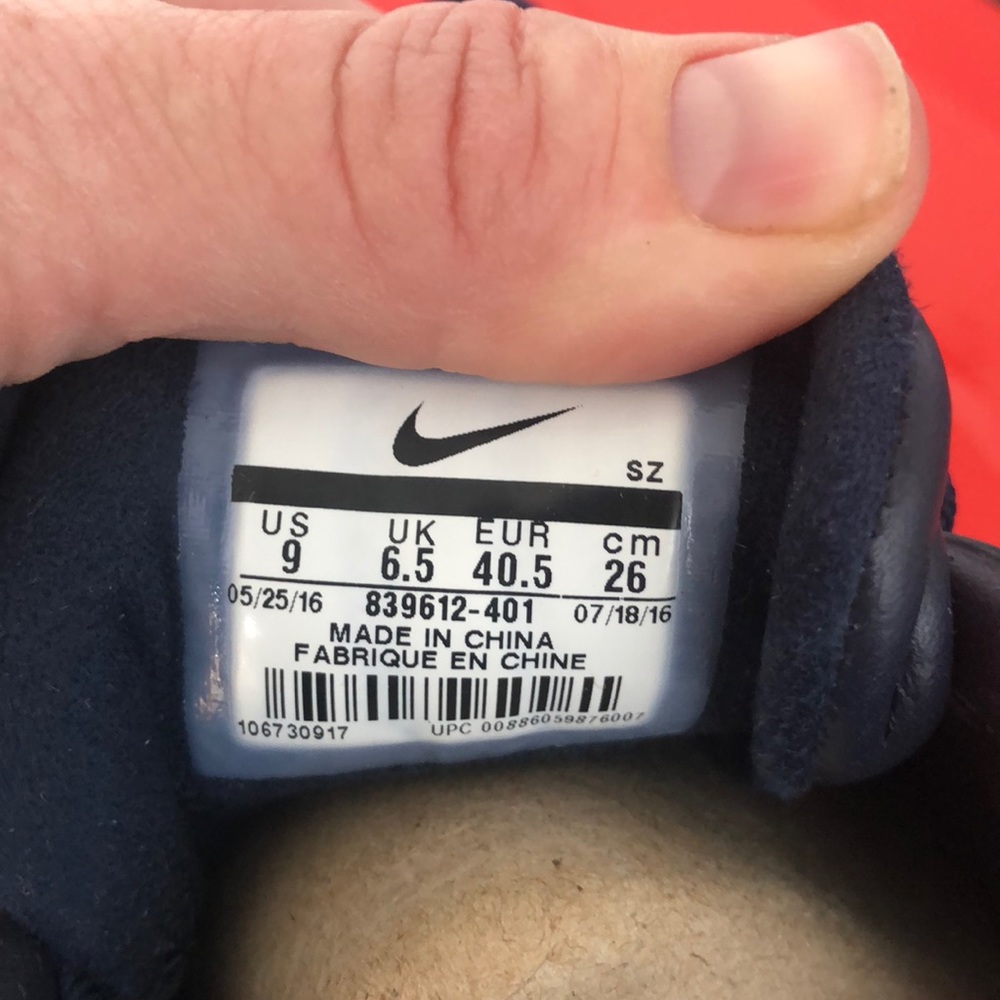 SZ
US UK EUR cm
9 6.5 40.5 26
05/25/16 839612-401 07/18/16
MADE IN CHINA
FABRIQUE EN CHINE
106730917 UPC 00886059876007